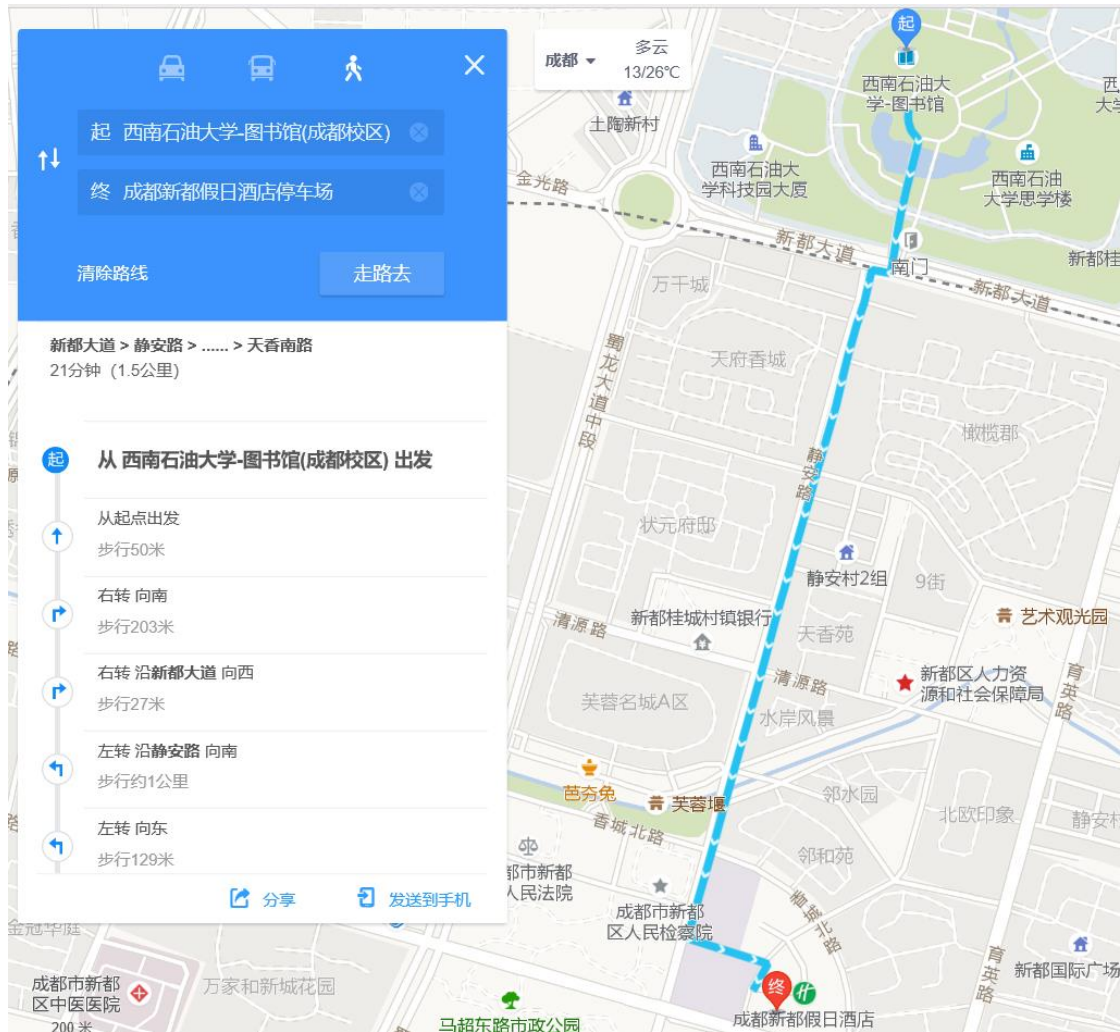 起 西南石油大学-图书馆(成都校区)
终 成都新都假日酒店停车场
清除路线
走路去
新都大道 > 静安路 > ...... > 天香南路
21分钟 (1.5公里)
起
从 西南石油大学-图书馆(成都校区) 出发
从起点出发
步行50米
右转 向南
步行203米
右转 沿新都大道 向西
步行27米
左转 沿静安路 向南
步行约1公里
左转 向东
步行129米
分享
发送到手机
成都
多云
13/26℃
起
西南石油大
学-图书馆
土陶新村
西南石油大
学科技园大厦
西南石油
大学思学楼
金光路
新都大道
南门
新都大道
万千城
天府香城
蜀龙大道中段
橄榄郡
静安路
状元府邸
静安村2组
9街
新都桂城村镇银行
天香苑
艺术观光园
清源路
清源路
新都区人力资
源和社会保障局
育英路
芙蓉名城A区
水岸风景
芭夯兔
芙蓉堰
邻水园
北欧印象
香城北路
邻和苑
成都市新都
区人民检察院
香城北路
育英路
新都国际广场
终
成都新都假日酒店
成都市新都
区中医医院
万家和新城花园
马超东路市政公园
200 米